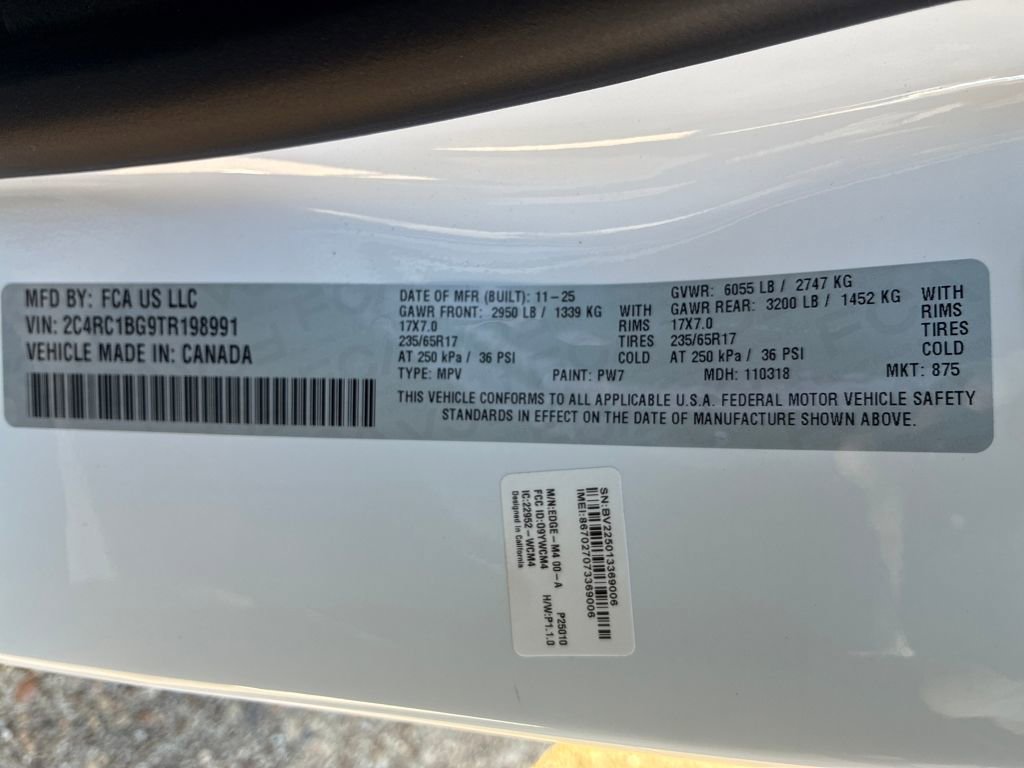 MFD BY: FCA US LLC
VIN: 2C4RC1BG9TR198991
VEHICLE MADE IN: CANADA
DATE OF MFR (BUILT): 11-25
GAWR FRONT: 2950 LB / 1339 KG WITH
17X7.0 RIMS
235/65R17 TIRES
AT 250 kPa / 36 PSI COLD
GVWR: 6055 LB / 2747 KG
GAWR REAR: 3200 LB / 1452 KG WITH
17X7.0 RIMS
235/65R17 TIRES
AT 250 kPa / 36 PSI COLD
TYPE: MPV PAINT: PW7 MDH: 110318 MKT: 875
THIS VEHICLE CONFORMS TO ALL APPLICABLE U.S.A. FEDERAL MOTOR VEHICLE SAFETY
STANDARDS IN EFFECT ON THE DATE OF MANUFACTURE SHOWN ABOVE.
SN:BV225013369006
IMEI:867027073369006
M/N:EDGE-M4 00-A P25010
FCC ID:O9YWCM4 H/W:P1.1.0
IC:22952-WCM4
Designed in California